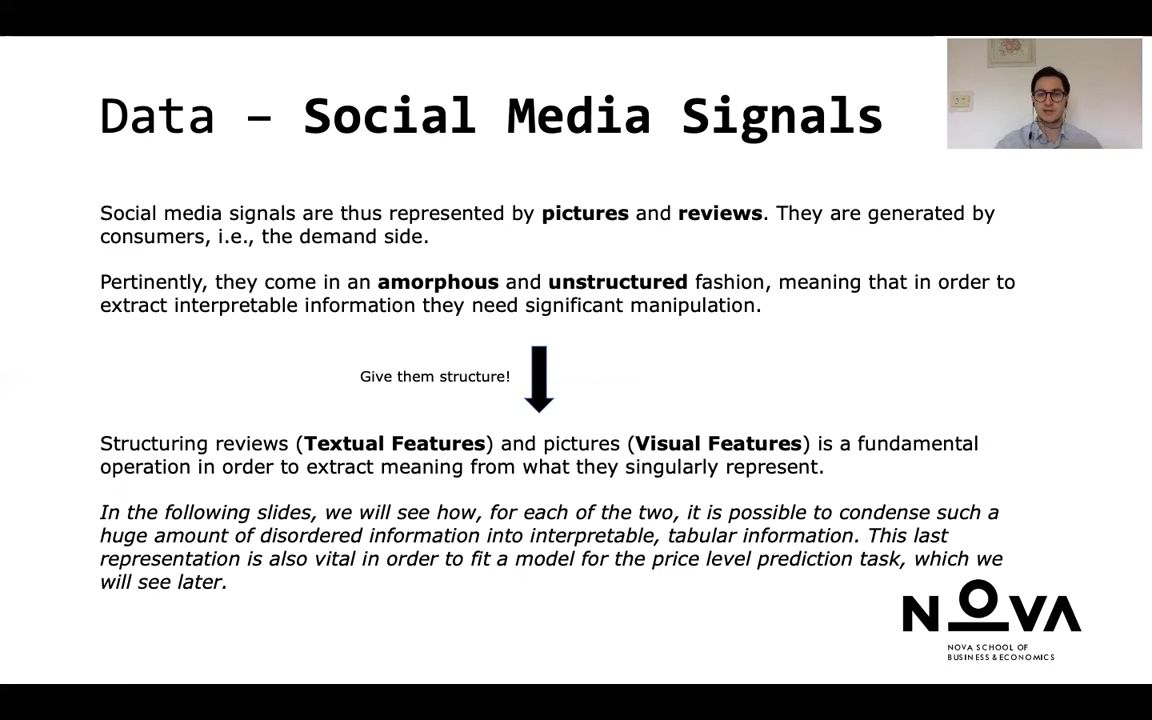 Data – Social Media Signals
Social media signals are thus represented by pictures and reviews. They are generated by
consumers, i.e., the demand side.
Pertinently, they come in an amorphous and unstructured fashion, meaning that in order to
extract interpretable information they need significant manipulation.
Give them structure!
Structuring reviews (Textual Features) and pictures (Visual Features) is a fundamental
operation in order to extract meaning from what they singularly represent.
In the following slides, we will see how, for each of the two, it is possible to condense such a
huge amount of disordered information into interpretable, tabular information. This last
representation is also vital in order to fit a model for the price level prediction task, which we
will see later.
NOVA
NOVA SCHOOL OF
BUSINESS & ECONOMICS